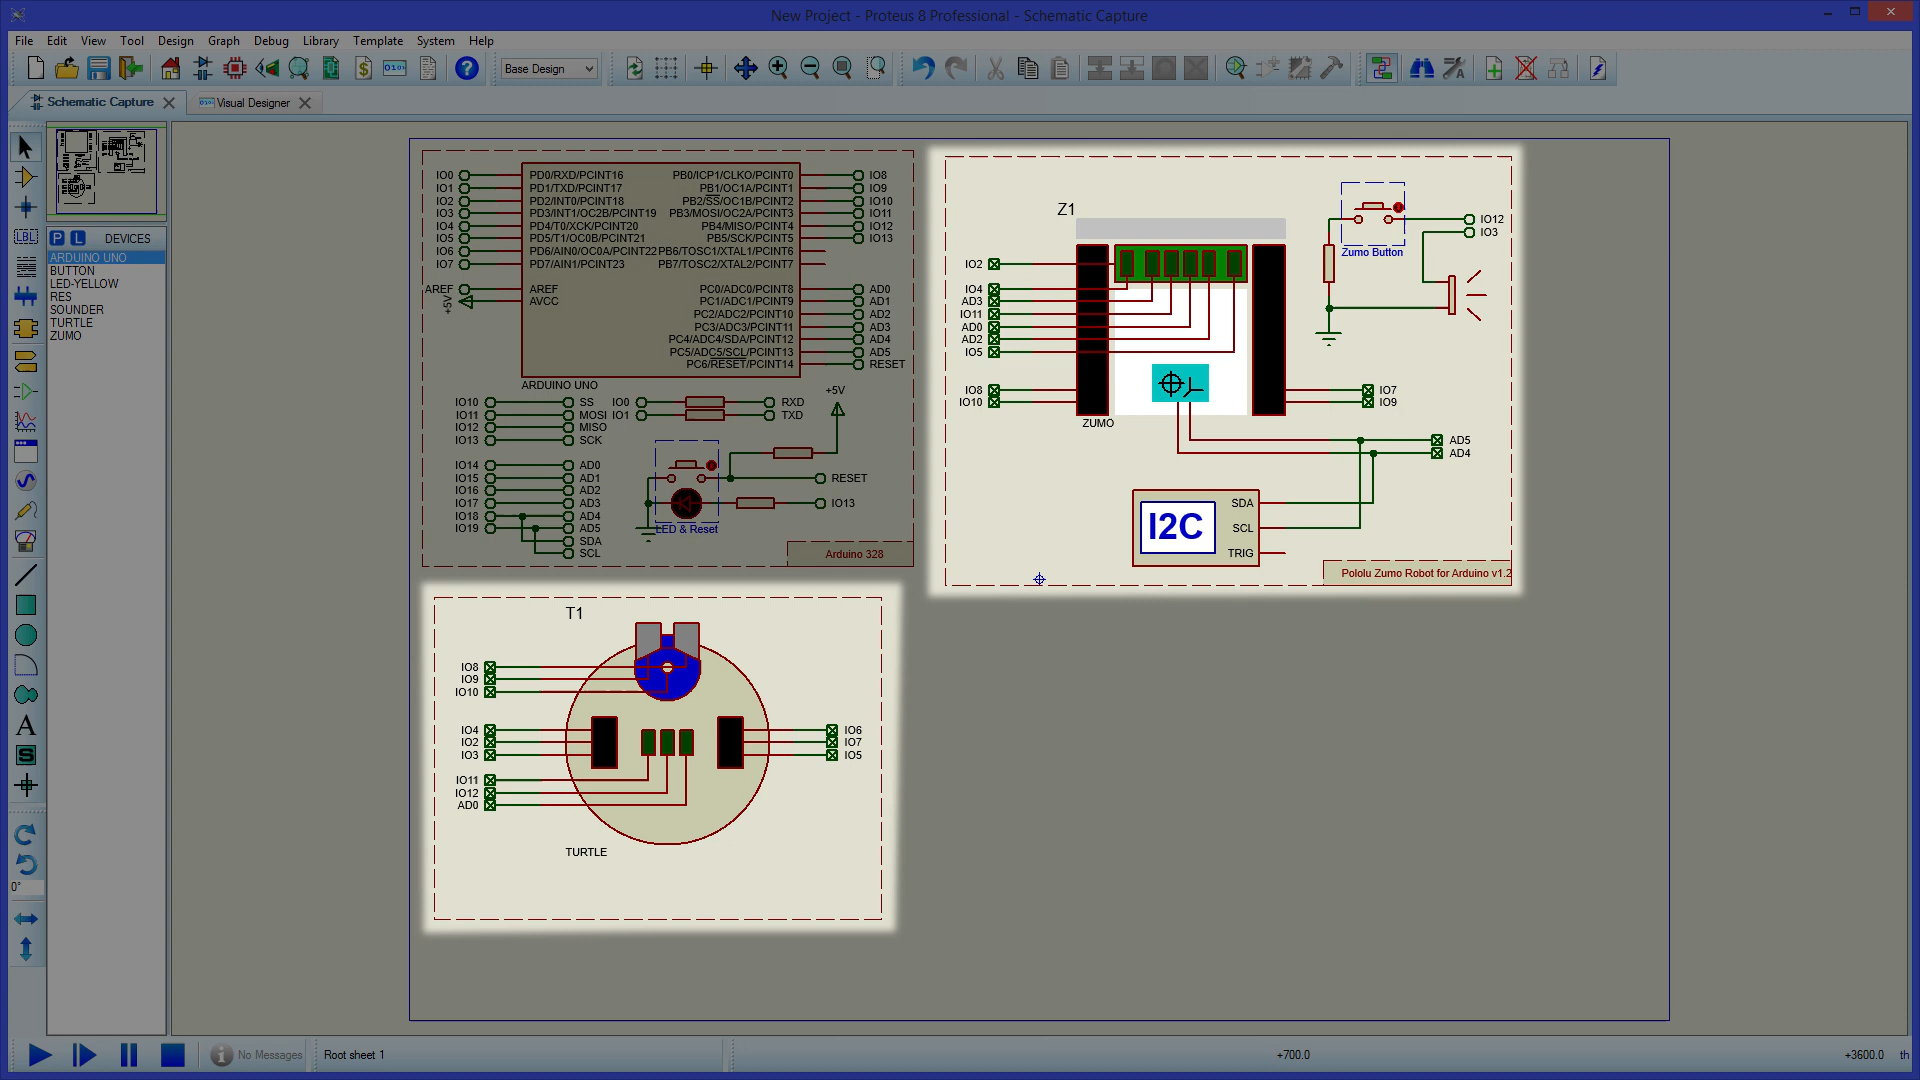 New Project - Proteus 8 Professional - Schematic Capture
File Edit View Tool Design Graph Debug Library Template System Help
Base Design
Schematic Capture
Visual Designer
P L DEVICES
ARDUINO UNO
BUTTON
LED-YELLOW
RES
SOUNDER
TURTLE
ZUMO
LBL
A
S
0°
IO0 PD0/RXD/PCINT16 PB0/ICP1/CLKO/PCINT0 IO8
IO1 PD1/TXD/PCINT17 PB1/OC1A/PCINT1 IO9
IO2 PD2/INT0/PCINT18 PB2/SS/OC1B/PCINT2 IO10
IO3 PD3/INT1/OC2B/PCINT19 PB3/MOSI/OC2A/PCINT3 IO11
IO4 PD4/T0/XCK/PCINT20 PB4/MISO/PCINT4 IO12
IO5 PD5/T1/OC0B/PCINT21 PB5/SCK/PCINT5 IO13
IO6 PD6/AIN0/OC0A/PCINT22 PB6/TOSC1/XTAL1/PCINT6
IO7 PD7/AIN1/PCINT23 PB7/TOSC2/XTAL2/PCINT7
AREF AREF PC0/ADC0/PCINT8 AD0
+5V AVCC PC1/ADC1/PCINT9 AD1
PC2/ADC2/PCINT10 AD2
PC3/ADC3/PCINT11 AD3
PC4/ADC4/SDA/PCINT12 AD4
PC5/ADC5/SCL/PCINT13 AD5
PC6/RESET/PCINT14 RESET
ARDUINO UNO
+5V
IO10 SS IO0 RXD
IO11 MOSI IO1 TXD
IO12 MISO
IO13 SCK
IO14 AD0
IO15 AD1 RESET
IO16 AD2
IO17 AD3 IO13
IO18 AD4
IO19 AD5 LED & Reset
SDA
SCL
Arduino 328
Z1
Zumo Button
IO12
IO3
IO2
IO4
AD3
IO11
AD0
AD2
IO5
IO8 IO7
IO10 IO9
ZUMO
AD5
AD4
I2C
SDA
SCL
TRIG
Pololu Zumo Robot for Arduino v1.2
T1
IO8
IO9
IO10
IO4 IO6
IO2 IO7
IO3 IO5
IO11
IO12
AD0
TURTLE
No Messages Root sheet 1 +700.0 +3600.0 th